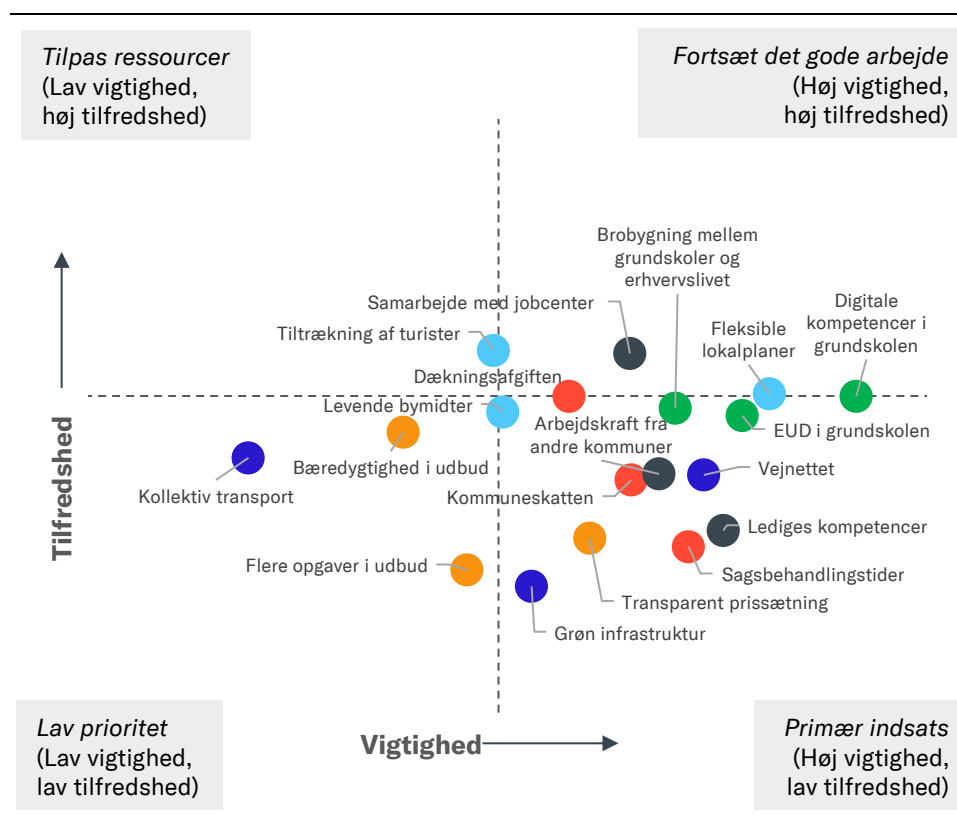 Tilpas ressourcer
(Lav vigtighed,
høj tilfredshed)
Fortsæt det gode arbejde
(Høj vigtighed,
høj tilfredshed)
Brobygning mellem
grundskoler og
erhvervslivet
Samarbejde med jobcenter
Tiltrækning af turister
Digitale
kompetencer i
grundskolen
Fleksible
lokalplaner
Dækningsafgiften
Levende bymidter
Arbejdskraft fra
andre kommuner
EUD i grundskolen
Bæredygtighed i udbud
Vejnettet
Kollektiv transport
Kommuneskatten
Lediges kompetencer
Flere opgaver i udbud
Sagsbehandlingstider
Transparent prissætning
Grøn infrastruktur
Tilfredshed
Vigtighed
Lav prioritet
(Lav vigtighed,
lav tilfredshed)
Primær indsats
(Høj vigtighed,
lav tilfredshed)